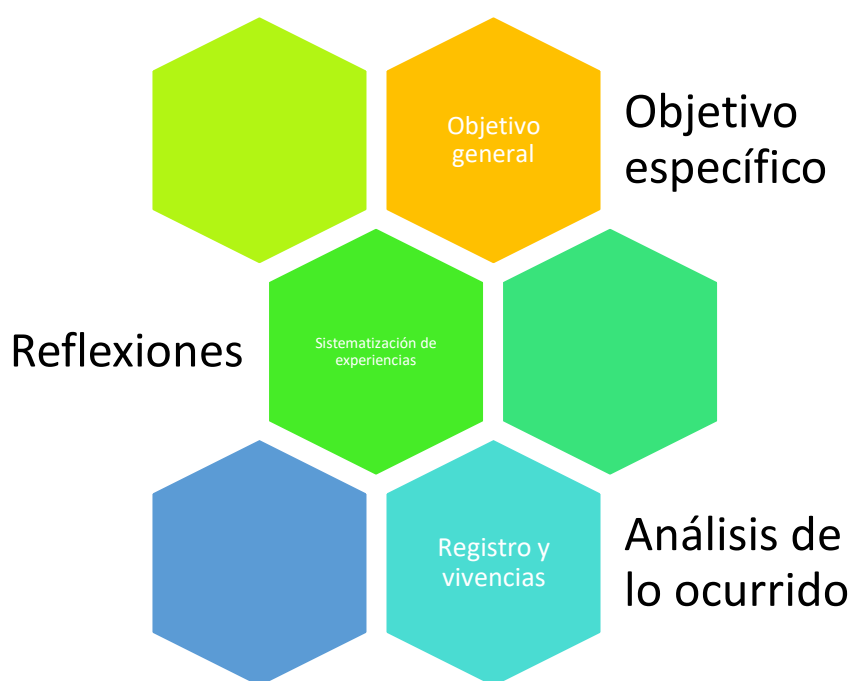 Objetivo
general
Objetivo
específico
Reflexiones
Sistematización de
experiencias
Registro y
vivencias
Análisis de
lo ocurrido